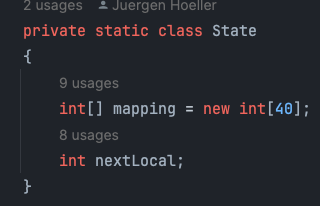 2 usages Juergen Hoeller
private static class State
{
9 usages
int[] mapping = new int[40];
8 usages
int nextLocal;
}